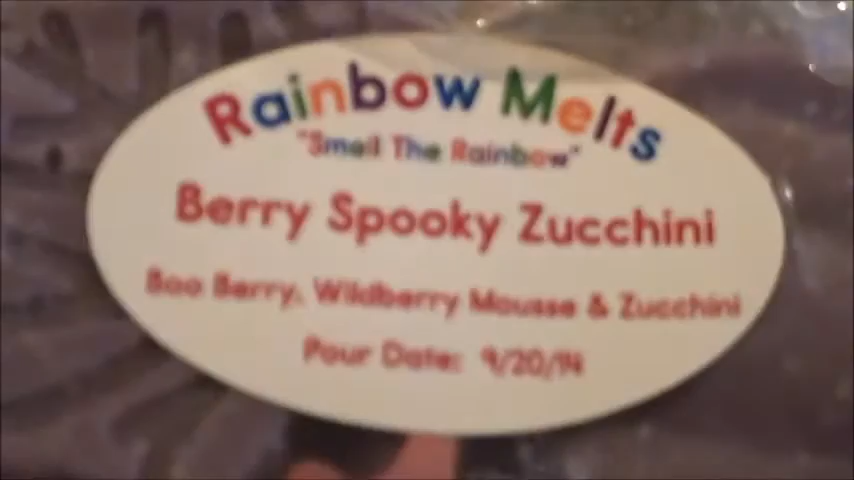 Rainbow Melts
"Smell The Rainbow"
Berry Spooky Zucchini
Boo Berry, Wildberry Mousse & Zucchini
Pour Date: 9/20/14